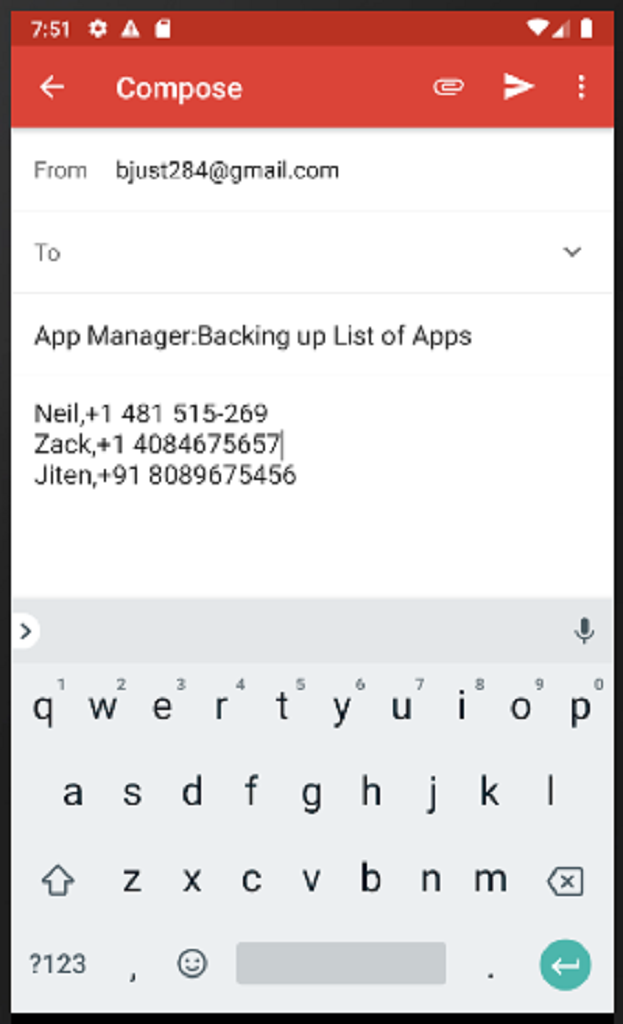 7:51
Compose
From bjust284@gmail.com
To
App Manager:Backing up List of Apps
Neil,+1 481 515-269
Zack,+1 4084675657
Jiten,+91 8089675456
1 2 3 4 5 6 7 8 9 0
q w e r t y u i o p
a s d f g h j k l
z x c v b n m
?123 , .